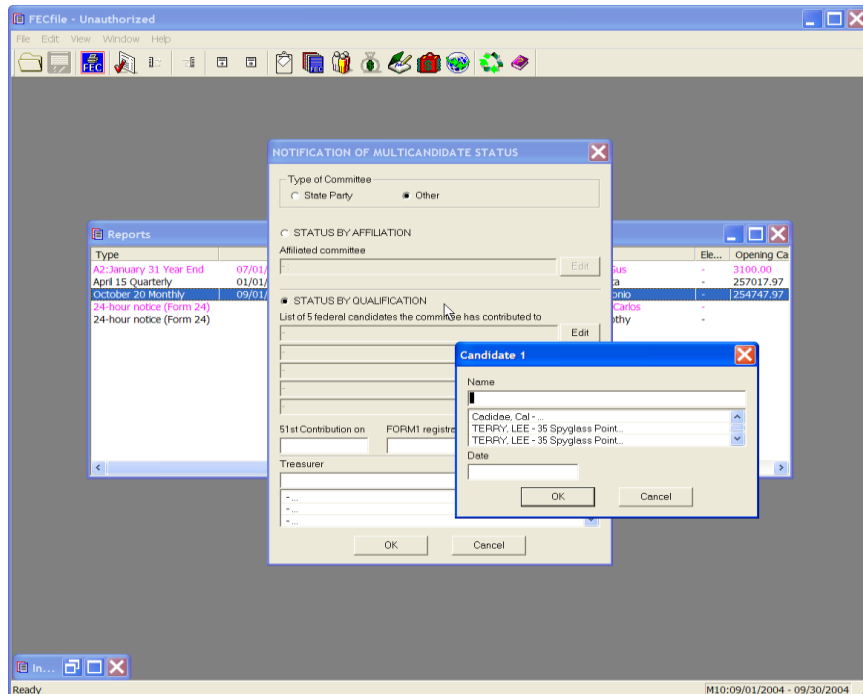 FECfile - Unauthorized
File Edit View Window Help
FEC
FEC
NOTIFICATION OF MULTICANDIDATE STATUS
Type of Committee
State Party Other
STATUS BY AFFILIATION
Affiliated committee
- Edit
STATUS BY QUALIFICATION
List of 5 federal candidates the committee has contributed to
- Edit
-
-
-
-
51st Contribution on FORM1 registra
Treasurer
- ...
- ...
- ...
OK Cancel
Reports
Type Ele... Opening Ca
A2:January 31 Year End 07/01/ Gus - 3100.00
April 15 Quarterly 01/01/ a - 257017.97
October 20 Monthly 09/01/ onio - 254747.97
24-hour notice (Form 24) Carlos -
24-hour notice (Form 24) othy -
Candidate 1
Name
Cadidae, Cal - ...
TERRY, LEE - 35 Spyglass Point...
TERRY, LEE - 35 Spyglass Point...
Date
OK Cancel
In...
Ready M10:09/01/2004 - 09/30/2004